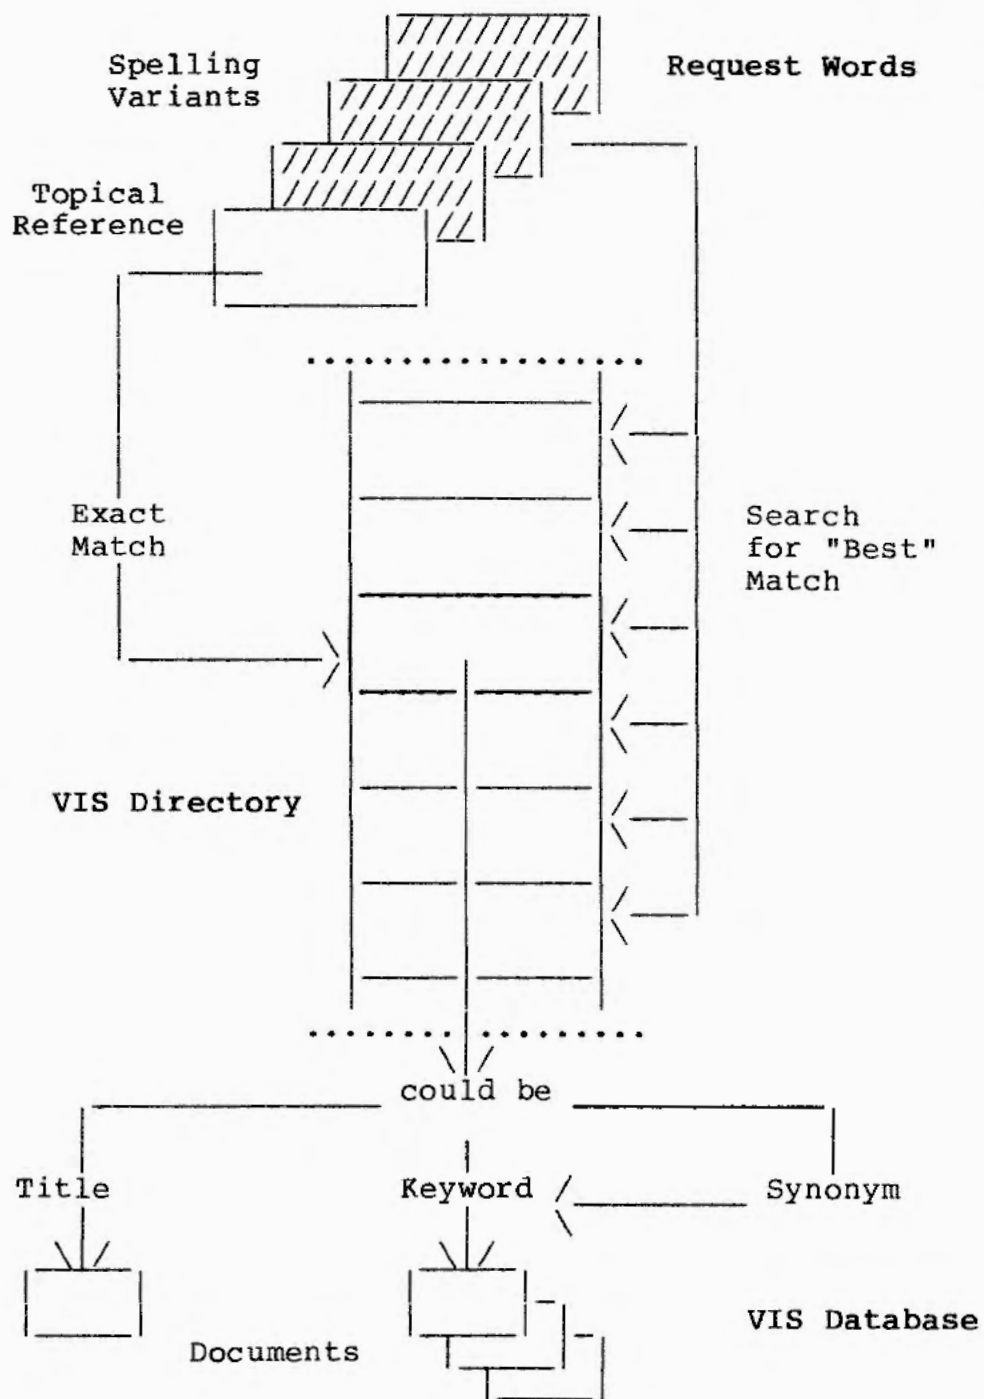 Spelling
Variants
Request Words
Topical
Reference
Exact
Match
Search
for "Best"
Match
VIS Directory
could be
Title
Keyword
Synonym
VIS Database
Documents